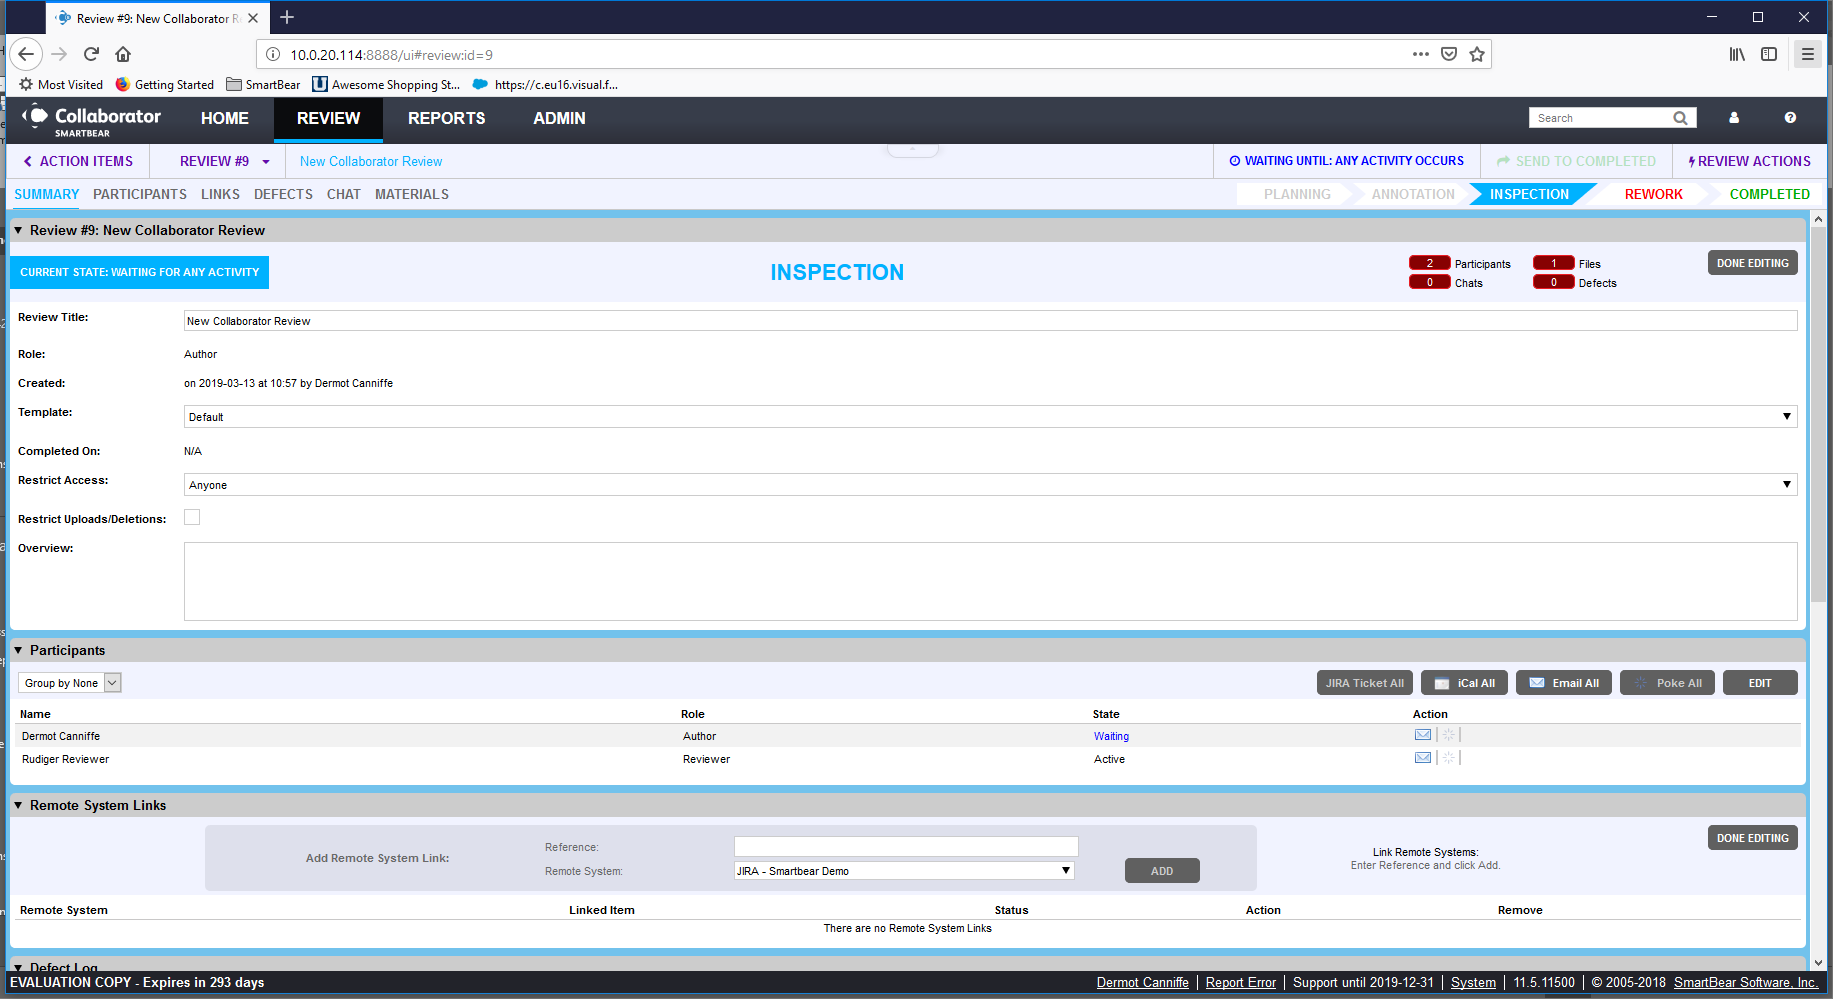 Review #9: New Collaborator R
10.0.20.114:8888/ui#review:id=9
Most Visited Getting Started SmartBear Awesome Shopping St... https://c.eu16.visual.f...
Collaborator
SMARTBEAR
HOME REVIEW REPORTS ADMIN Search
ACTION ITEMS REVIEW #9 New Collaborator Review WAITING UNTIL: ANY ACTIVITY OCCURS SEND TO COMPLETED REVIEW ACTIONS
SUMMARY PARTICIPANTS LINKS DEFECTS CHAT MATERIALS PLANNING ANNOTATION INSPECTION REWORK COMPLETED
Review #9: New Collaborator Review
CURRENT STATE: WAITING FOR ANY ACTIVITY INSPECTION 2 Participants 1 Files DONE EDITING
0 Chats 0 Defects
Review Title: New Collaborator Review
Role: Author
Created: on 2019-03-13 at 10:57 by Dermot Canniffe
Template: Default
Completed On: N/A
Restrict Access: Anyone
Restrict Uploads/Deletions:
Overview:
Participants
Group by None JIRA Ticket All iCal All Email All Poke All EDIT
Name Role State Action
Dermot Canniffe Author Waiting
Rudiger Reviewer Reviewer Active
Remote System Links
Add Remote System Link: Reference: DONE EDITING
Remote System: JIRA - Smartbear Demo ADD
Link Remote Systems:
Enter Reference and click Add.
Remote System Linked Item Status Action Remove
There are no Remote System Links
Defect Log
EVALUATION COPY - Expires in 293 days Dermot Canniffe | Report Error | Support until 2019-12-31 | System | 11.5.11500 | © 2005-2018 SmartBear Software, Inc.